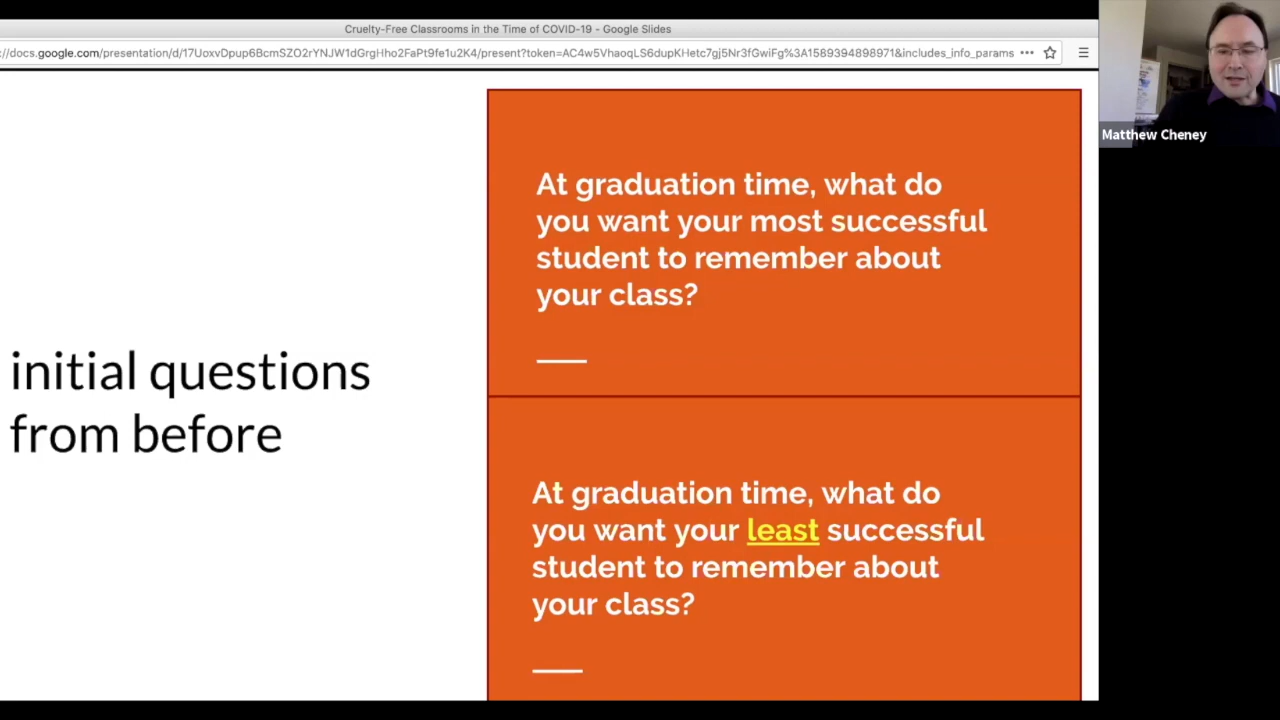 Cruelty-Free Classrooms in the Time of COVID-19 - Google Slides
://docs.google.com/presentation/d/17UoxvDpup6BcmSZO2rYNJW1dGrgHho2FaPt9fe1u2K4/present?token=AC4w5VhaoqLS6dupKHetc7gj5Nr3fGwiFg%3A1589394898971&includes_info_params
Matthew Cheney
initial questions
from before
At graduation time, what do
you want your most successful
student to remember about
your class?
At graduation time, what do
you want your least successful
student to remember about
your class?